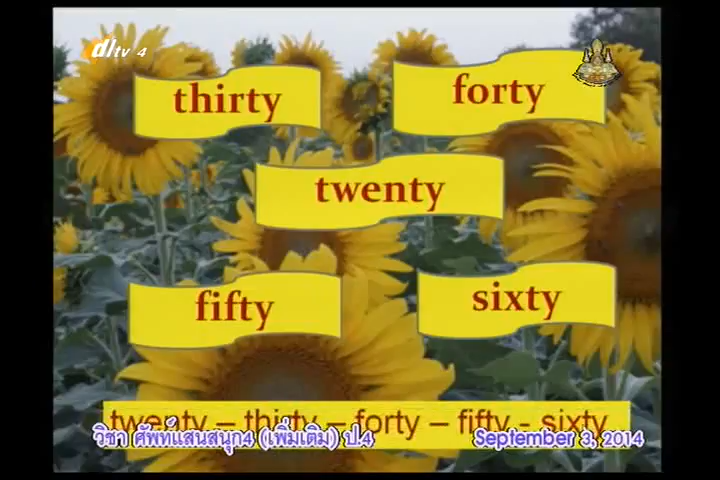 dltv 4
thirty
forty
twenty
fifty
sixty
twenty – thirty – forty – fifty - sixty
วิชา ศัพท์แสนสนุก4 (เพิ่มเติม) ป.4
September 3, 2014